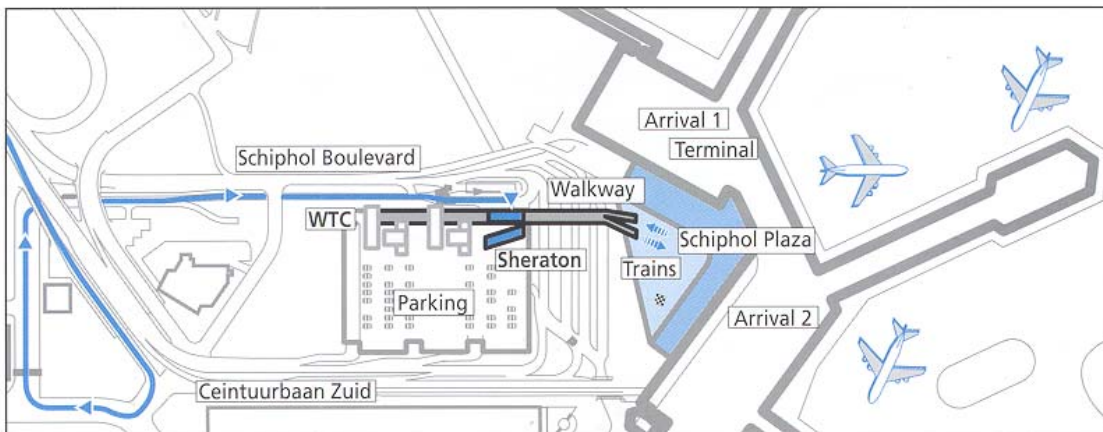 Arrival 1
Terminal
Schiphol Boulevard
Walkway
WTC
Schiphol Plaza
Sheraton
Trains
Parking
Arrival 2
Ceintuurbaan Zuid